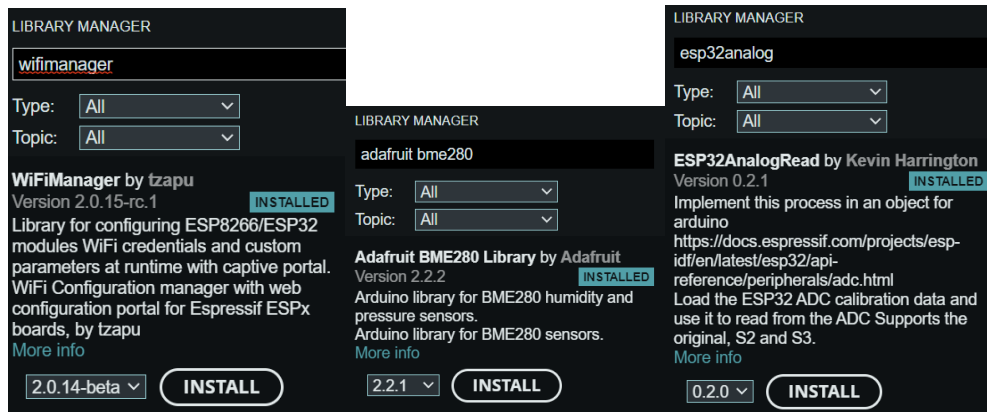 LIBRARY MANAGER
wifimanager
Type: All
Topic: All
WiFiManager by tzapu
Version 2.0.15-rc.1 INSTALLED
Library for configuring ESP8266/ESP32
modules WiFi credentials and custom
parameters at runtime with captive portal.
WiFi Configuration manager with web
configuration portal for Espressif ESPx
boards, by tzapu
More info
2.0.14-beta INSTALL
LIBRARY MANAGER
adafruit bme280
Type: All
Topic: All
Adafruit BME280 Library by Adafruit
Version 2.2.2 INSTALLED
Arduino library for BME280 humidity and
pressure sensors.
Arduino library for BME280 sensors.
More info
2.2.1 INSTALL
LIBRARY MANAGER
esp32analog
Type: All
Topic: All
ESP32AnalogRead by Kevin Harrington
Version 0.2.1 INSTALLED
Implement this process in an object for
arduino
https://docs.espressif.com/projects/esp-
idf/en/latest/esp32/api-
reference/peripherals/adc.html
Load the ESP32 ADC calibration data and
use it to read from the ADC Supports the
original, S2 and S3.
More info
0.2.0 INSTALL